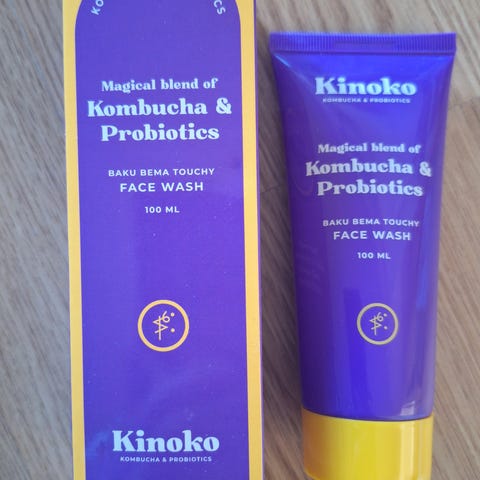 Magical blend of
Kombucha &
Probiotics
BAKU BEMA TOUCHY
FACE WASH
100 ML
Kinoko
KOMBUCHA & PROBIOTICS
Kinoko
KOMBUCHA & PROBIOTICS
Magical blend of
Kombucha &
Probiotics
BAKU BEMA TOUCHY
FACE WASH
100 ML